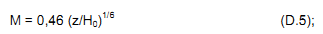 M = 0,46 (z/H₀)¹/⁶ (D.5);